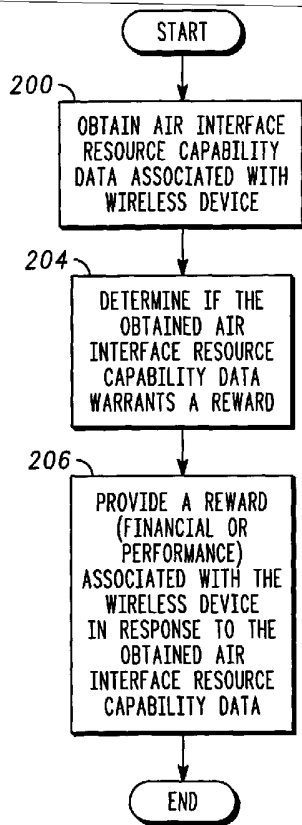 START
200
OBTAIN AIR INTERFACE
RESOURCE CAPABILITY
DATA ASSOCIATED WITH
WIRELESS DEVICE
204
DETERMINE IF THE
OBTAINED AIR
INTERFACE RESOURCE
CAPABILITY DATA
WARRANTS A REWARD
206
PROVIDE A REWARD
(FINANCIAL OR
PERFORMANCE)
ASSOCIATED WITH THE
WIRELESS DEVICE
IN RESPONSE TO THE
OBTAINED AIR
INTERFACE RESOURCE
CAPABILITY DATA
END